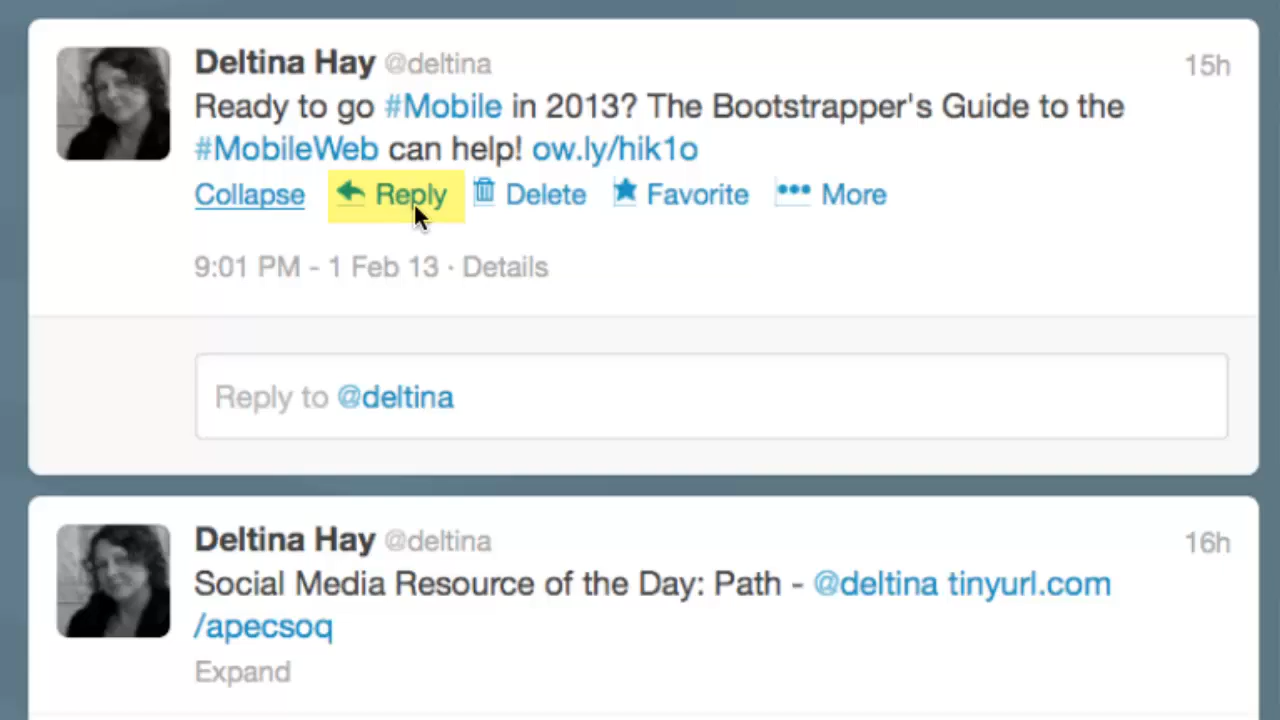 Deltina Hay @deltina 15h
Ready to go #Mobile in 2013? The Bootstrapper's Guide to the
#MobileWeb can help! ow.ly/hik1o
Collapse Reply Delete Favorite More
9:01 PM - 1 Feb 13 · Details
Reply to @deltina
Deltina Hay @deltina 16h
Social Media Resource of the Day: Path - @deltina tinyurl.com
/apecsoq
Expand